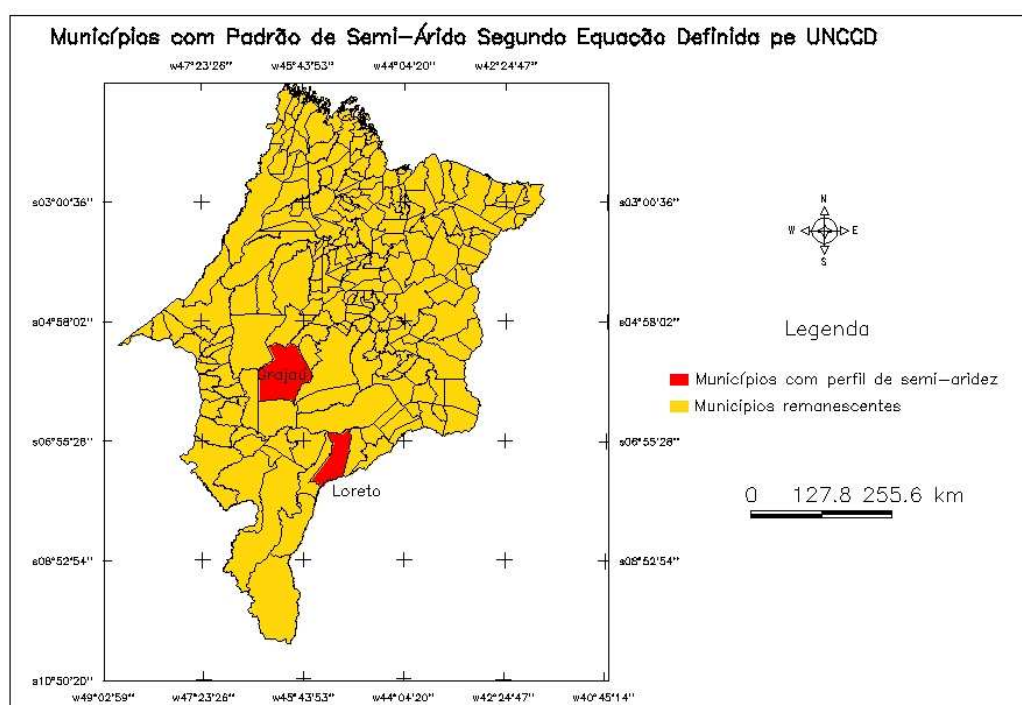 Municípios com Padrão de Semi-Árido Segundo Equação Definida pe UNCCD
w47°23'26" w45°43'53" w44°04'20" w42°24'47"
s03°00'36" s03°00'36"
N
W E
S
s04°58'02" s04°58'02"
Legenda
Grajaú
Municípios com perfil de semi-aridez
Municípios remanescentes
s06°55'28" s06°55'28"
Loreto
0 127.8 255.6 km
s08°52'54" s08°52'54"
s10°50'20"
w49°02'59" w47°23'26" w45°43'53" w44°04'20" w42°24'47" w40°45'14"